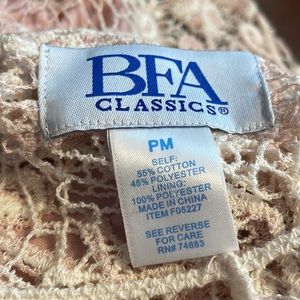 BFA
CLASSICS®
PM
SELF:
55% COTTON
45% POLYESTER
LINING:
100% POLYESTER
MADE IN CHINA
ITEM F05227
SEE REVERSE
FOR CARE
RN# 74883